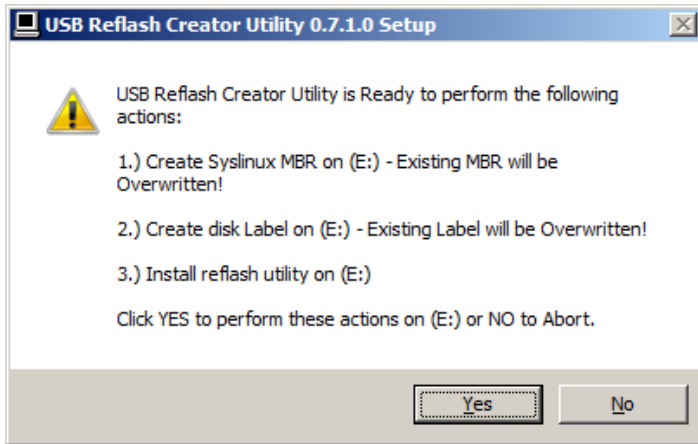 USB Reflash Creator Utility 0.7.1.0 Setup
USB Reflash Creator Utility is Ready to perform the following
actions:
1.) Create Syslinux MBR on (E:) - Existing MBR will be
Overwritten!
2.) Create disk Label on (E:) - Existing Label will be Overwritten!
3.) Install reflash utility on (E:)
Click YES to perform these actions on (E:) or NO to Abort.
Yes
No